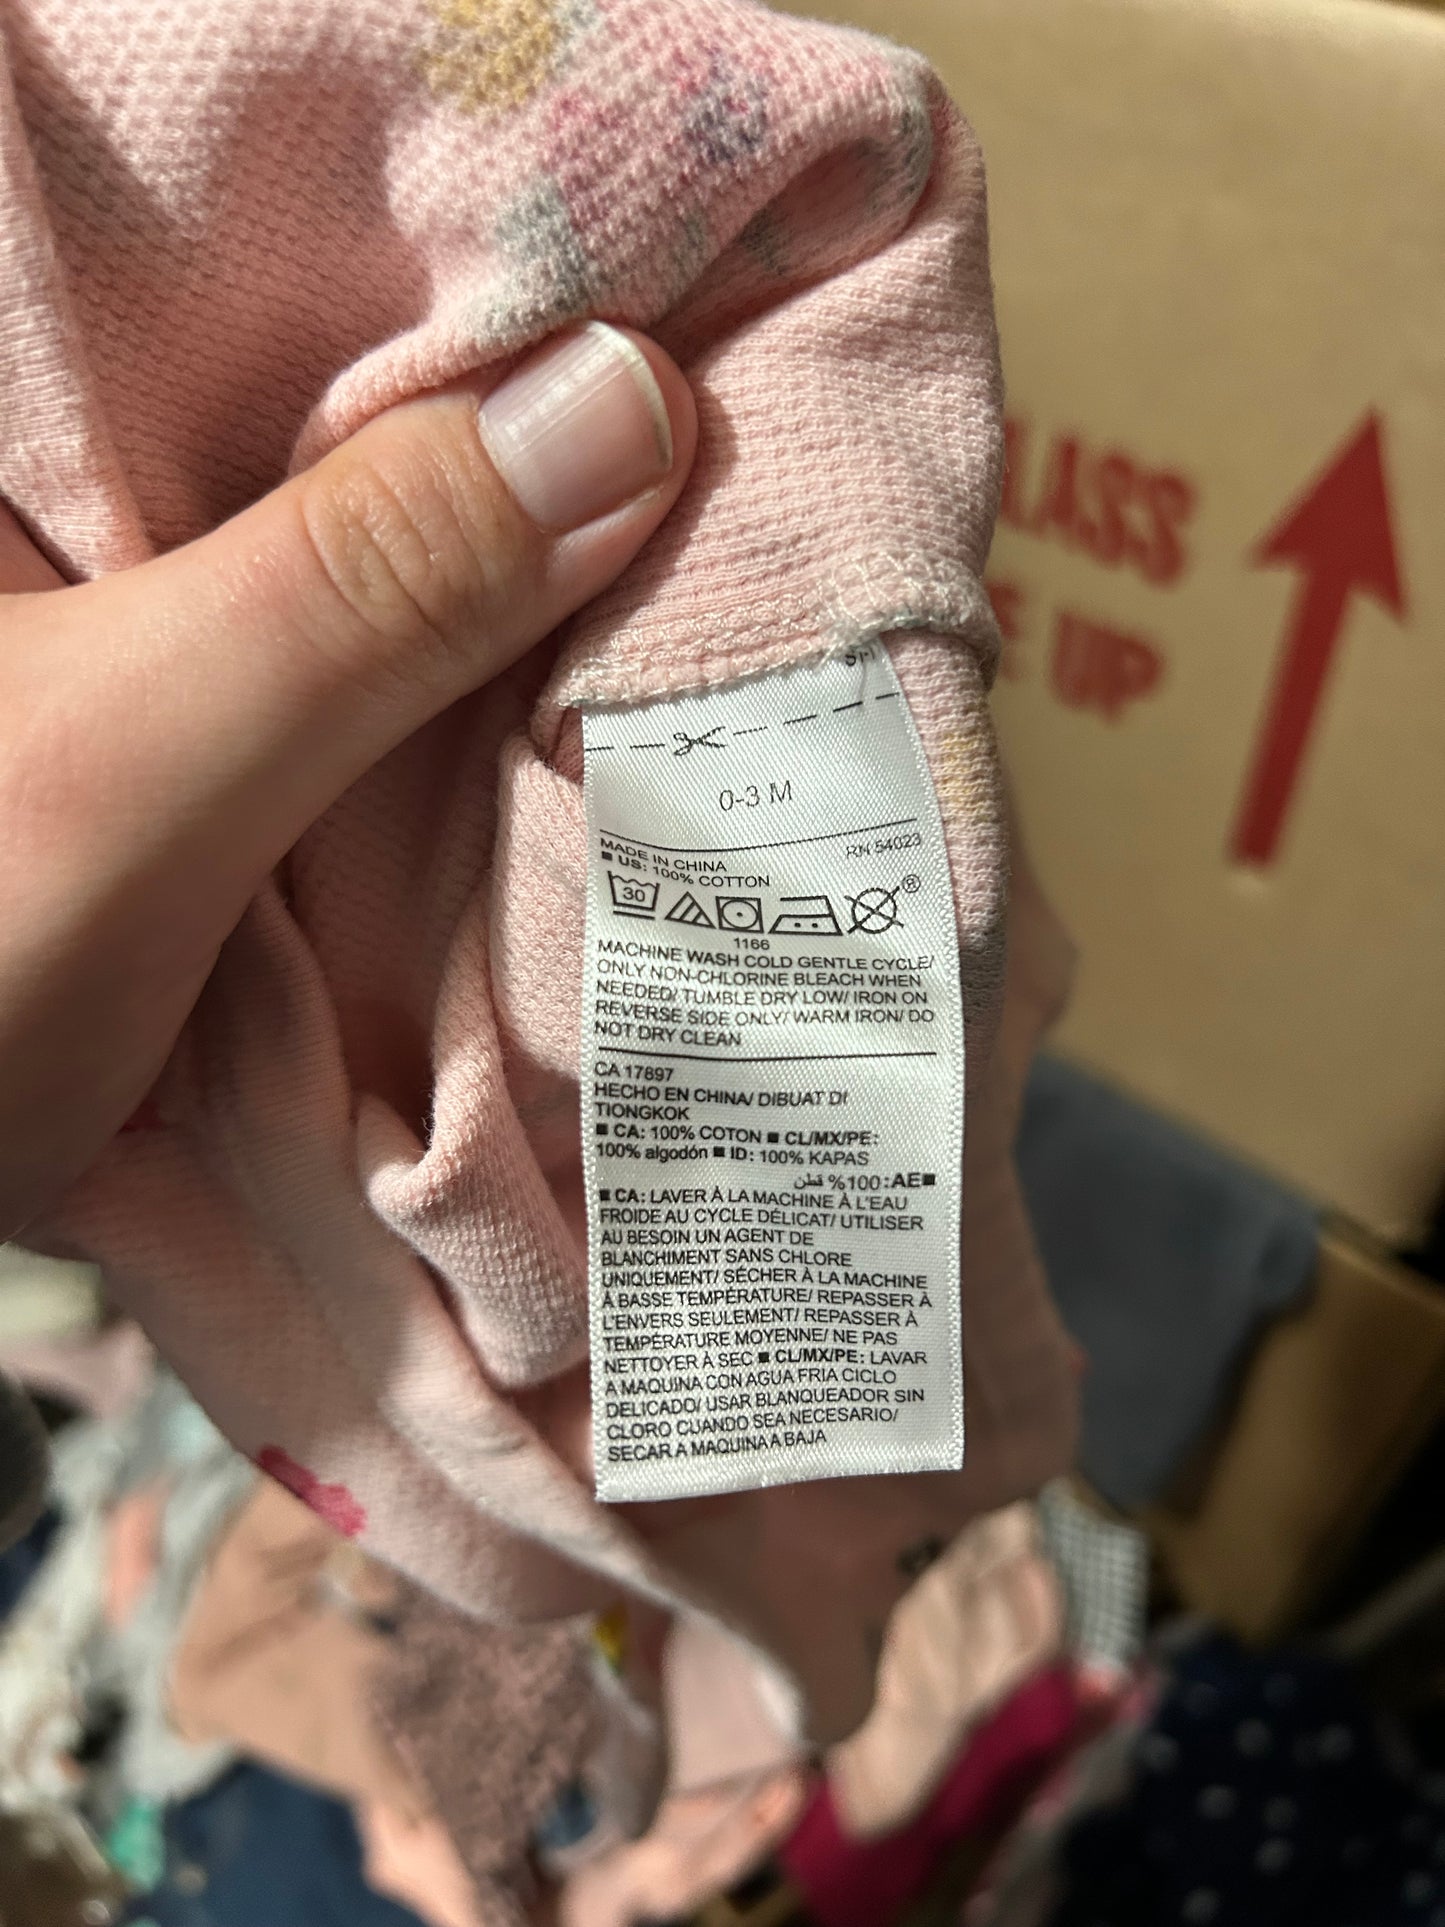 0-3 M
RN 54023
MADE IN CHINA
■ US: 100% COTTON
30
®
1166
MACHINE WASH COLD GENTLE CYCLE/
ONLY NON-CHLORINE BLEACH WHEN
NEEDED/ TUMBLE DRY LOW/ IRON ON
REVERSE SIDE ONLY/ WARM IRON/ DO
NOT DRY CLEAN
CA 17897
HECHO EN CHINA/ DIBUAT DI
TIONGKOK
■ CA: 100% COTON ■ CL/MX/PE:
100% algodón ■ ID: 100% KAPAS
■AE: 100% قطن
■ CA: LAVER À LA MACHINE À L'EAU
FROIDE AU CYCLE DÉLICAT/ UTILISER
AU BESOIN UN AGENT DE
BLANCHIMENT SANS CHLORE
UNIQUEMENT/ SÉCHER À LA MACHINE
À BASSE TEMPÉRATURE/ REPASSER À
L'ENVERS SEULEMENT/ REPASSER À
TEMPÉRATURE MOYENNE/ NE PAS
NETTOYER À SEC ■ CL/MX/PE: LAVAR
A MAQUINA CON AGUA FRIA CICLO
DELICADO/ USAR BLANQUEADOR SIN
CLORO CUANDO SEA NECESARIO/
SECAR A MAQUINA A BAJA
UP